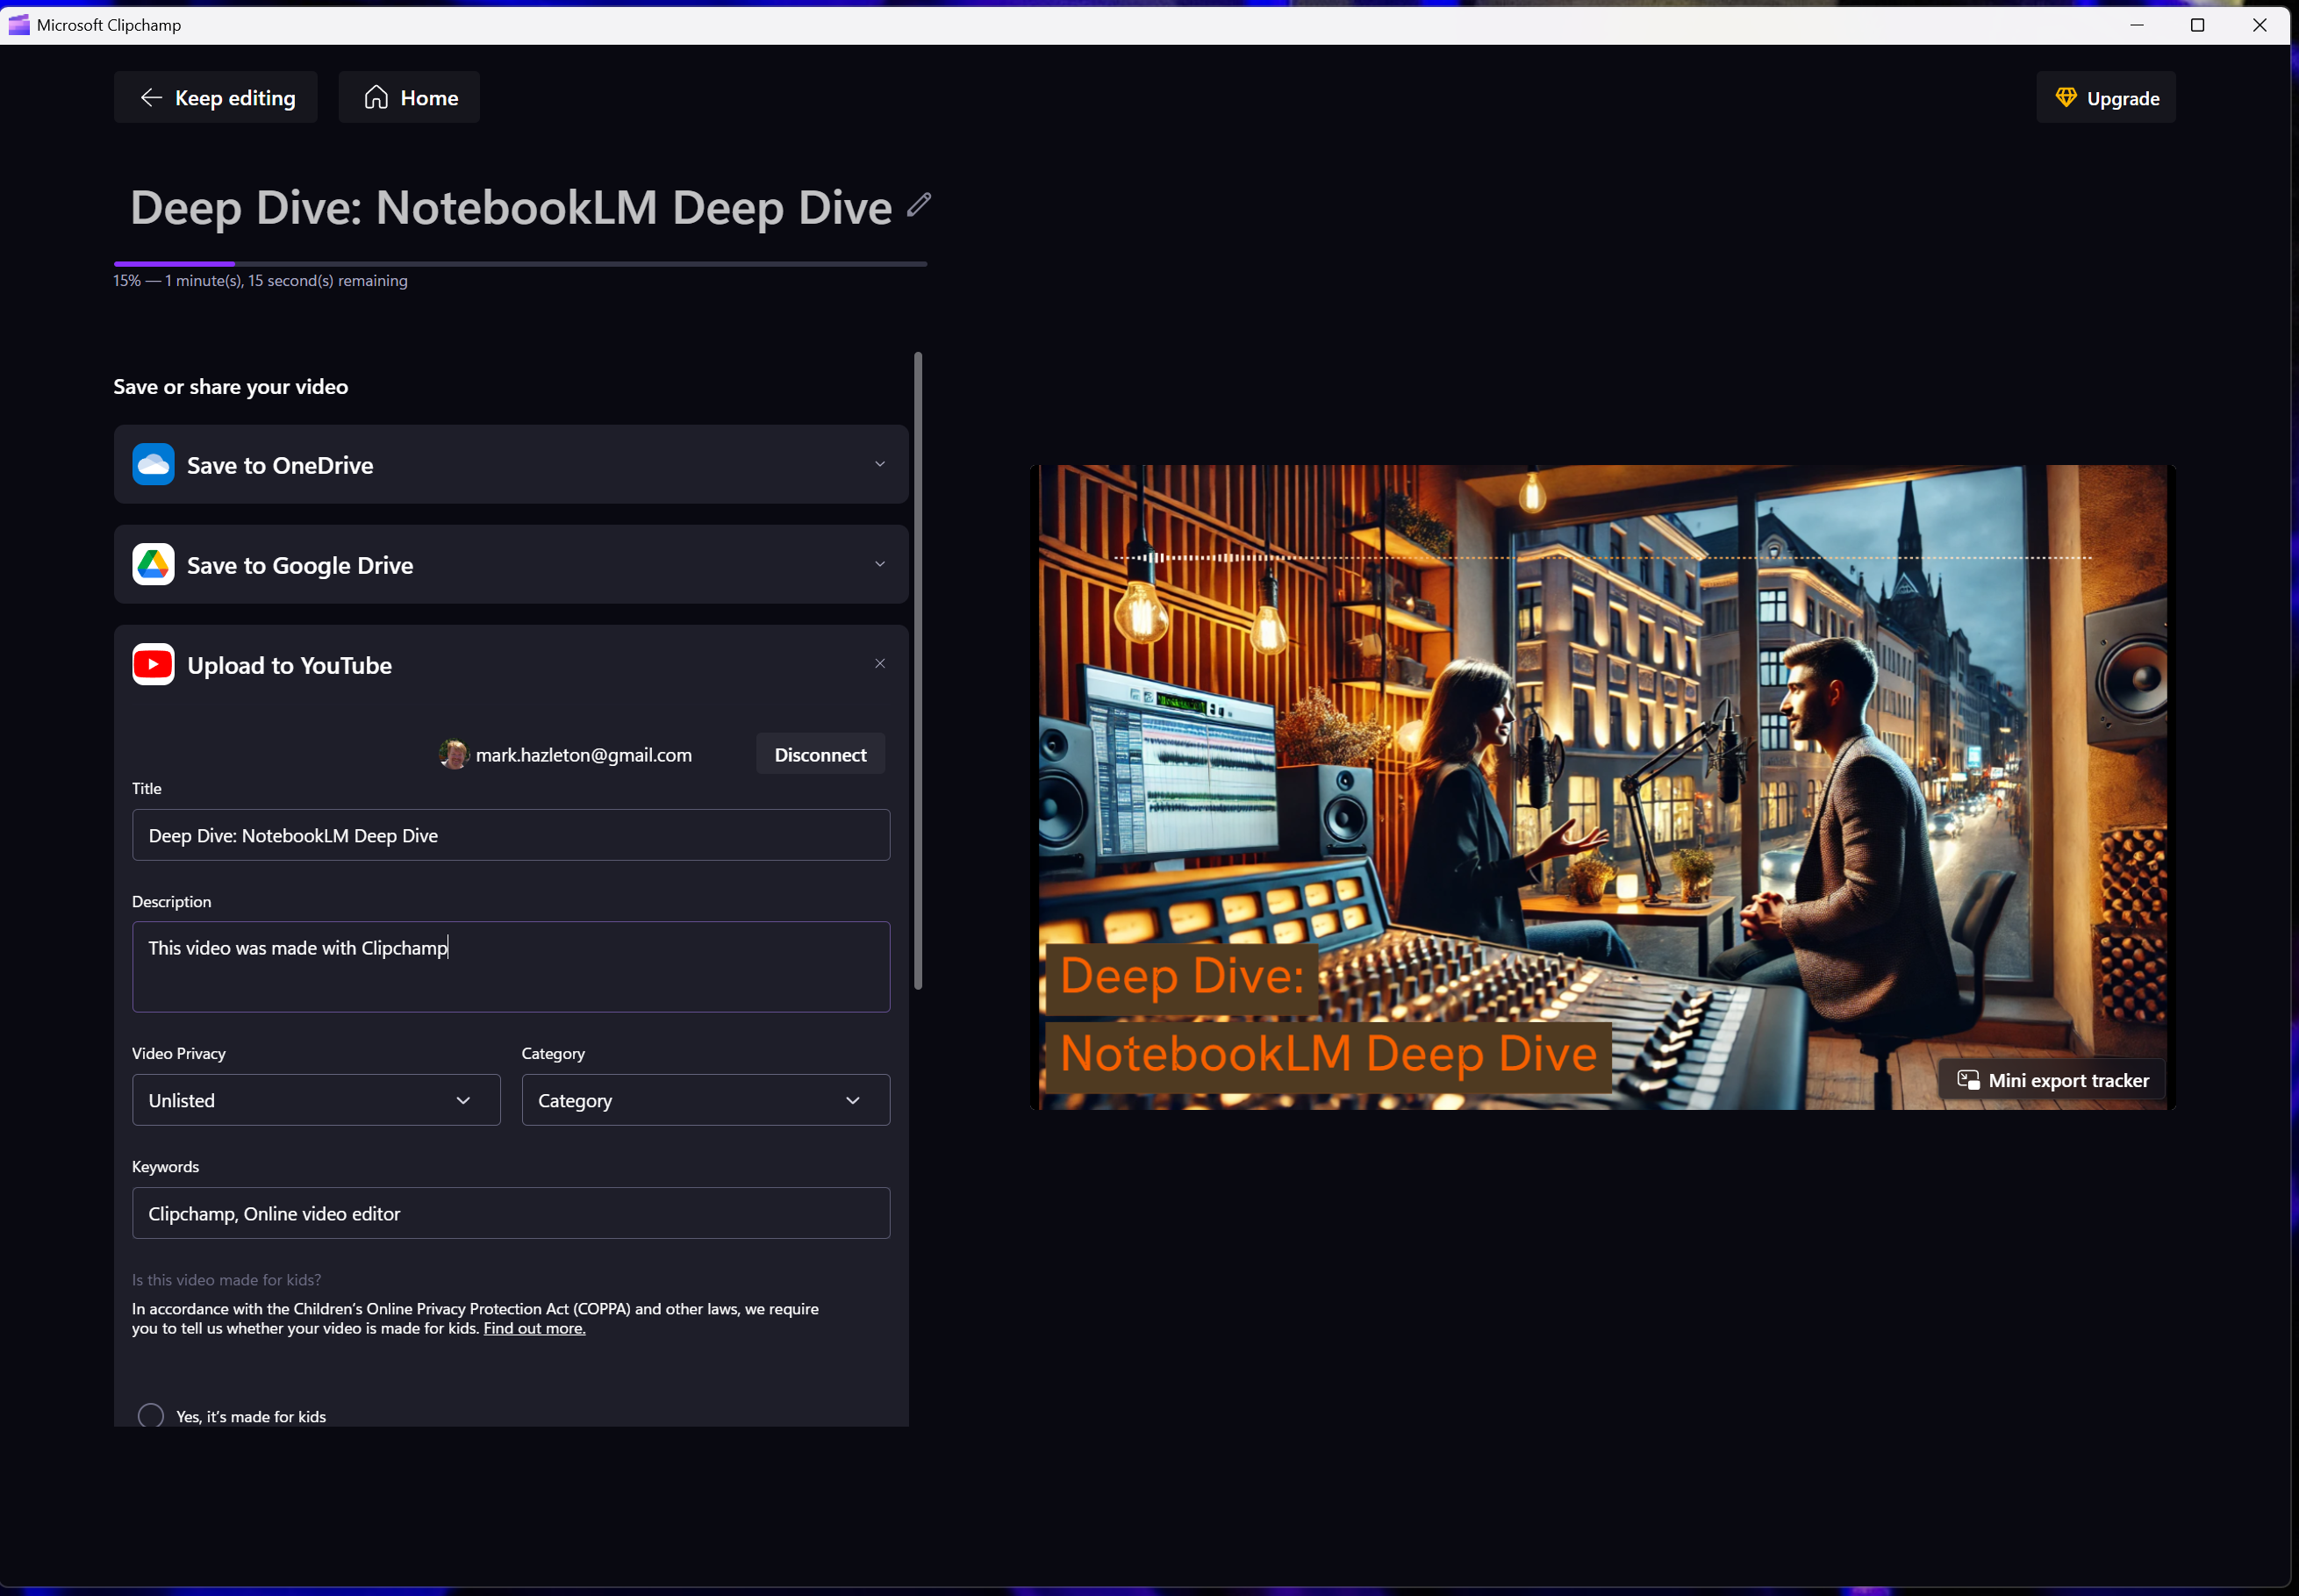 Microsoft Clipchamp
Keep editing
Home
Upgrade
Deep Dive: NotebookLM Deep Dive
15% — 1 minute(s), 15 second(s) remaining
Save or share your video
Save to OneDrive
Save to Google Drive
Upload to YouTube
mark.hazleton@gmail.com
Disconnect
Title
Deep Dive: NotebookLM Deep Dive
Description
This video was made with Clipchamp
Video Privacy
Category
Unlisted
Category
Keywords
Clipchamp, Online video editor
Is this video made for kids?
In accordance with the Children's Online Privacy Protection Act (COPPA) and other laws, we require
you to tell us whether your video is made for kids. Find out more.
Yes, it's made for kids
Deep Dive:
NotebookLM Deep Dive
Mini export tracker